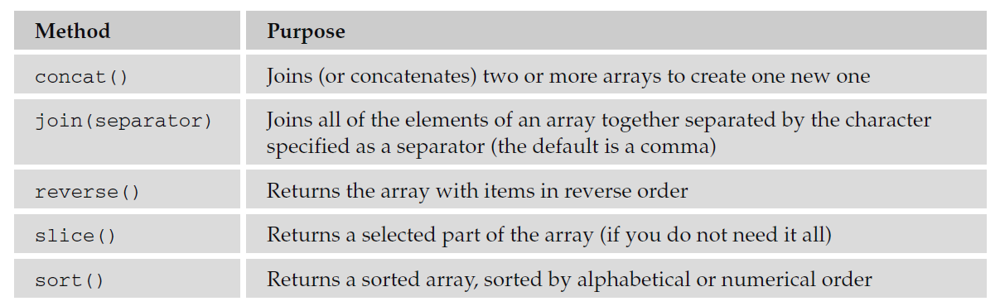 Method Purpose
concat() Joins (or concatenates) two or more arrays to create one new one
join(separator) Joins all of the elements of an array together separated by the character
specified as a separator (the default is a comma)
reverse() Returns the array with items in reverse order
slice() Returns a selected part of the array (if you do not need it all)
sort() Returns a sorted array, sorted by alphabetical or numerical order